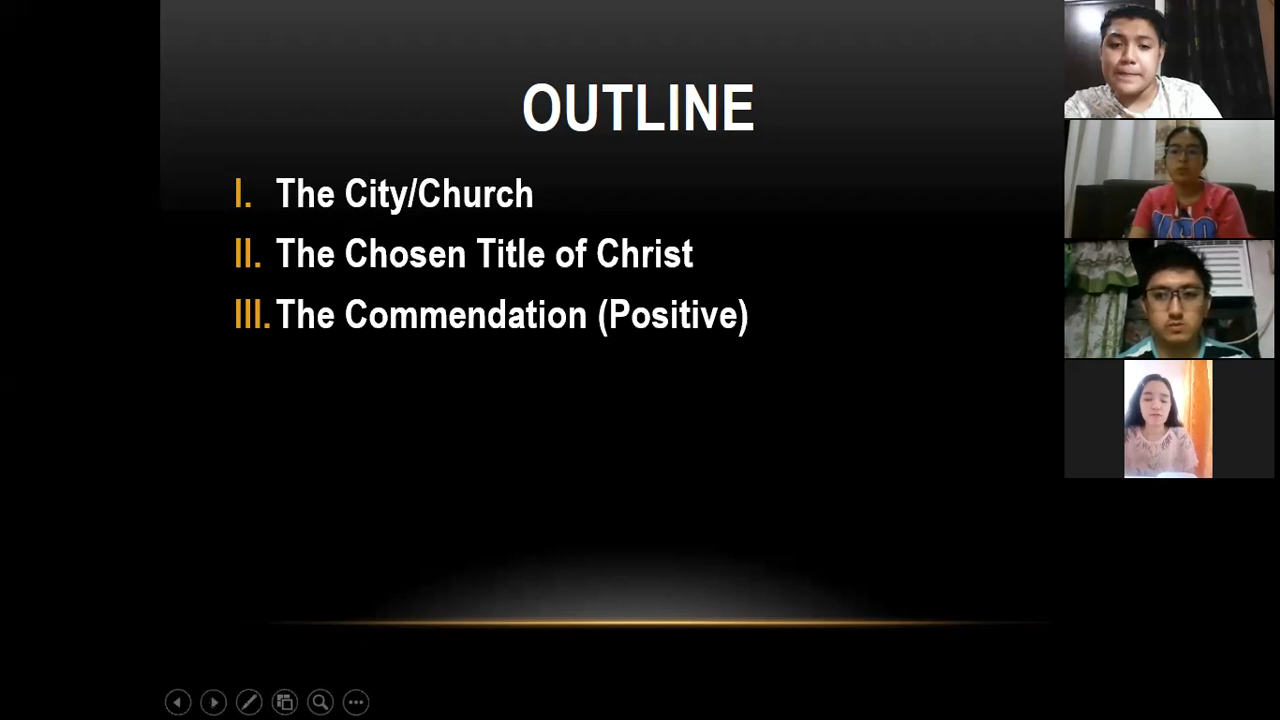 OUTLINE
I. The City/Church
II. The Chosen Title of Christ
III. The Commendation (Positive)